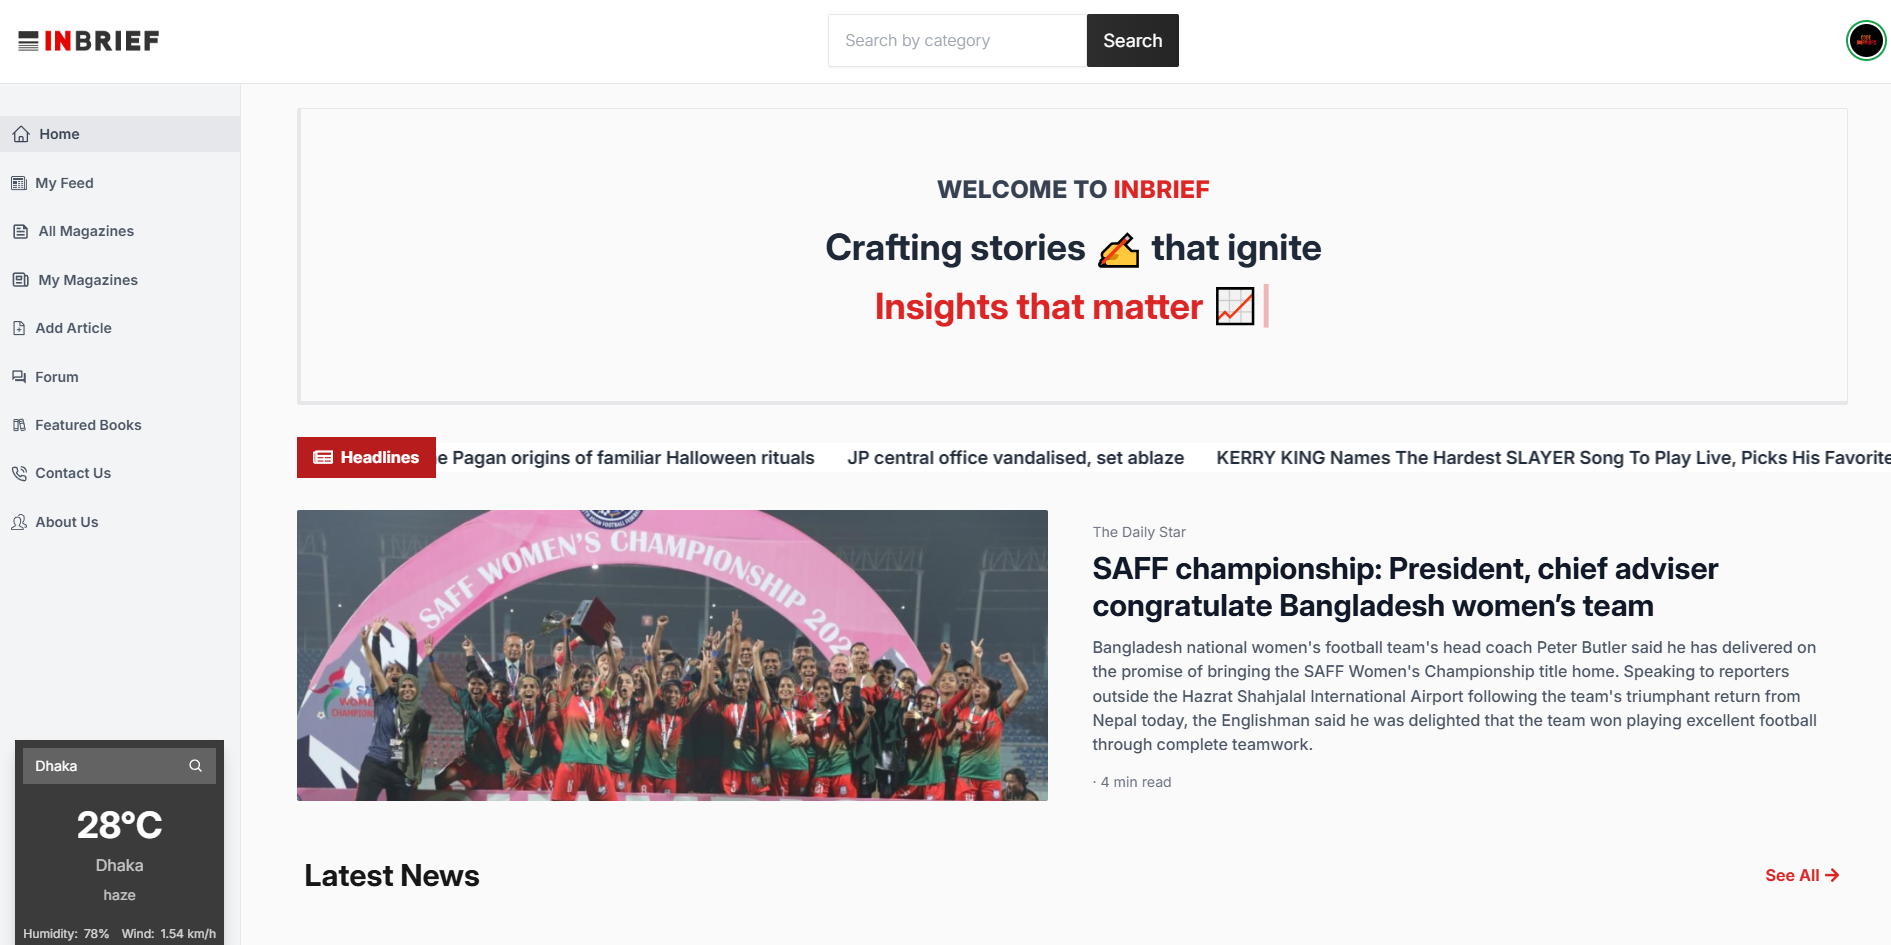 INBRIEF
Search by category
Search
Home
My Feed
All Magazines
My Magazines
Add Article
Forum
Featured Books
Contact Us
About Us
Dhaka
28°C
Dhaka
haze
Humidity: 78% Wind: 1.54 km/h
WELCOME TO INBRIEF
Crafting stories ✍️ that ignite
Insights that matter 📈
Headlines
e Pagan origins of familiar Halloween rituals JP central office vandalised, set ablaze KERRY KING Names The Hardest SLAYER Song To Play Live, Picks His Favorite
SAFF WOMEN'S CHAMPIONSHIP 202
WOME
CHAMPION
The Daily Star
SAFF championship: President, chief adviser
congratulate Bangladesh women’s team
Bangladesh national women's football team's head coach Peter Butler said he has delivered on
the promise of bringing the SAFF Women's Championship title home. Speaking to reporters
outside the Hazrat Shahjalal International Airport following the team's triumphant return from
Nepal today, the Englishman said he was delighted that the team won playing excellent football
through complete teamwork.
· 4 min read
Latest News
See All →